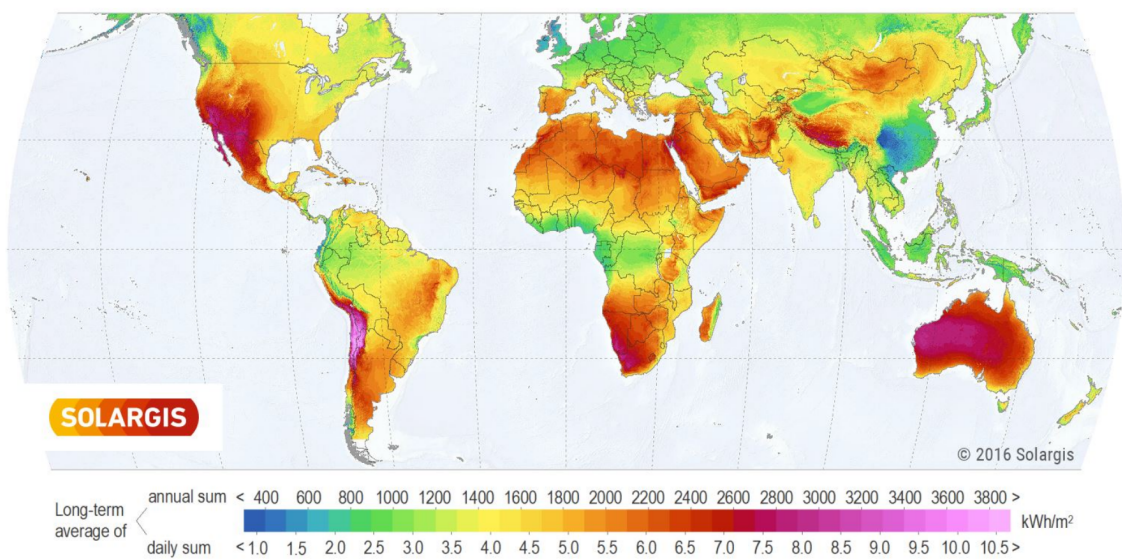 SOLARGIS
© 2016 Solargis
Long-term average of
annual sum < 400 600 800 1000 1200 1400 1600 1800 2000 2200 2400 2600 2800 3000 3200 3400 3600 3800 >
kWh/m²
daily sum < 1.0 1.5 2.0 2.5 3.0 3.5 4.0 4.5 5.0 5.5 6.0 6.5 7.0 7.5 8.0 8.5 9.0 9.5 10.0 10.5 >